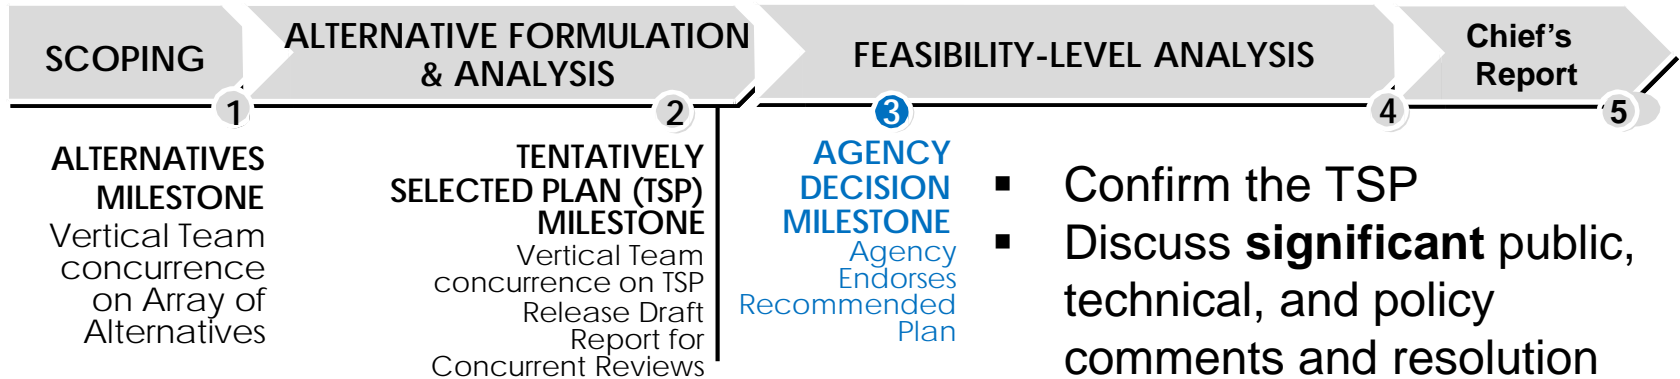 SCOPING
ALTERNATIVE FORMULATION
& ANALYSIS
FEASIBILITY-LEVEL ANALYSIS
Chief's
Report
1
2
3
4
5
ALTERNATIVES
MILESTONE
Vertical Team
concurrence
on Array of
Alternatives
TENTATIVELY
SELECTED PLAN (TSP)
MILESTONE
Vertical Team
concurrence on TSP
Release Draft
Report for
Concurrent Reviews
AGENCY
DECISION
MILESTONE
Agency
Endorses
Recommended
Plan
▪ Confirm the TSP
▪ Discuss significant public,
technical, and policy
comments and resolution